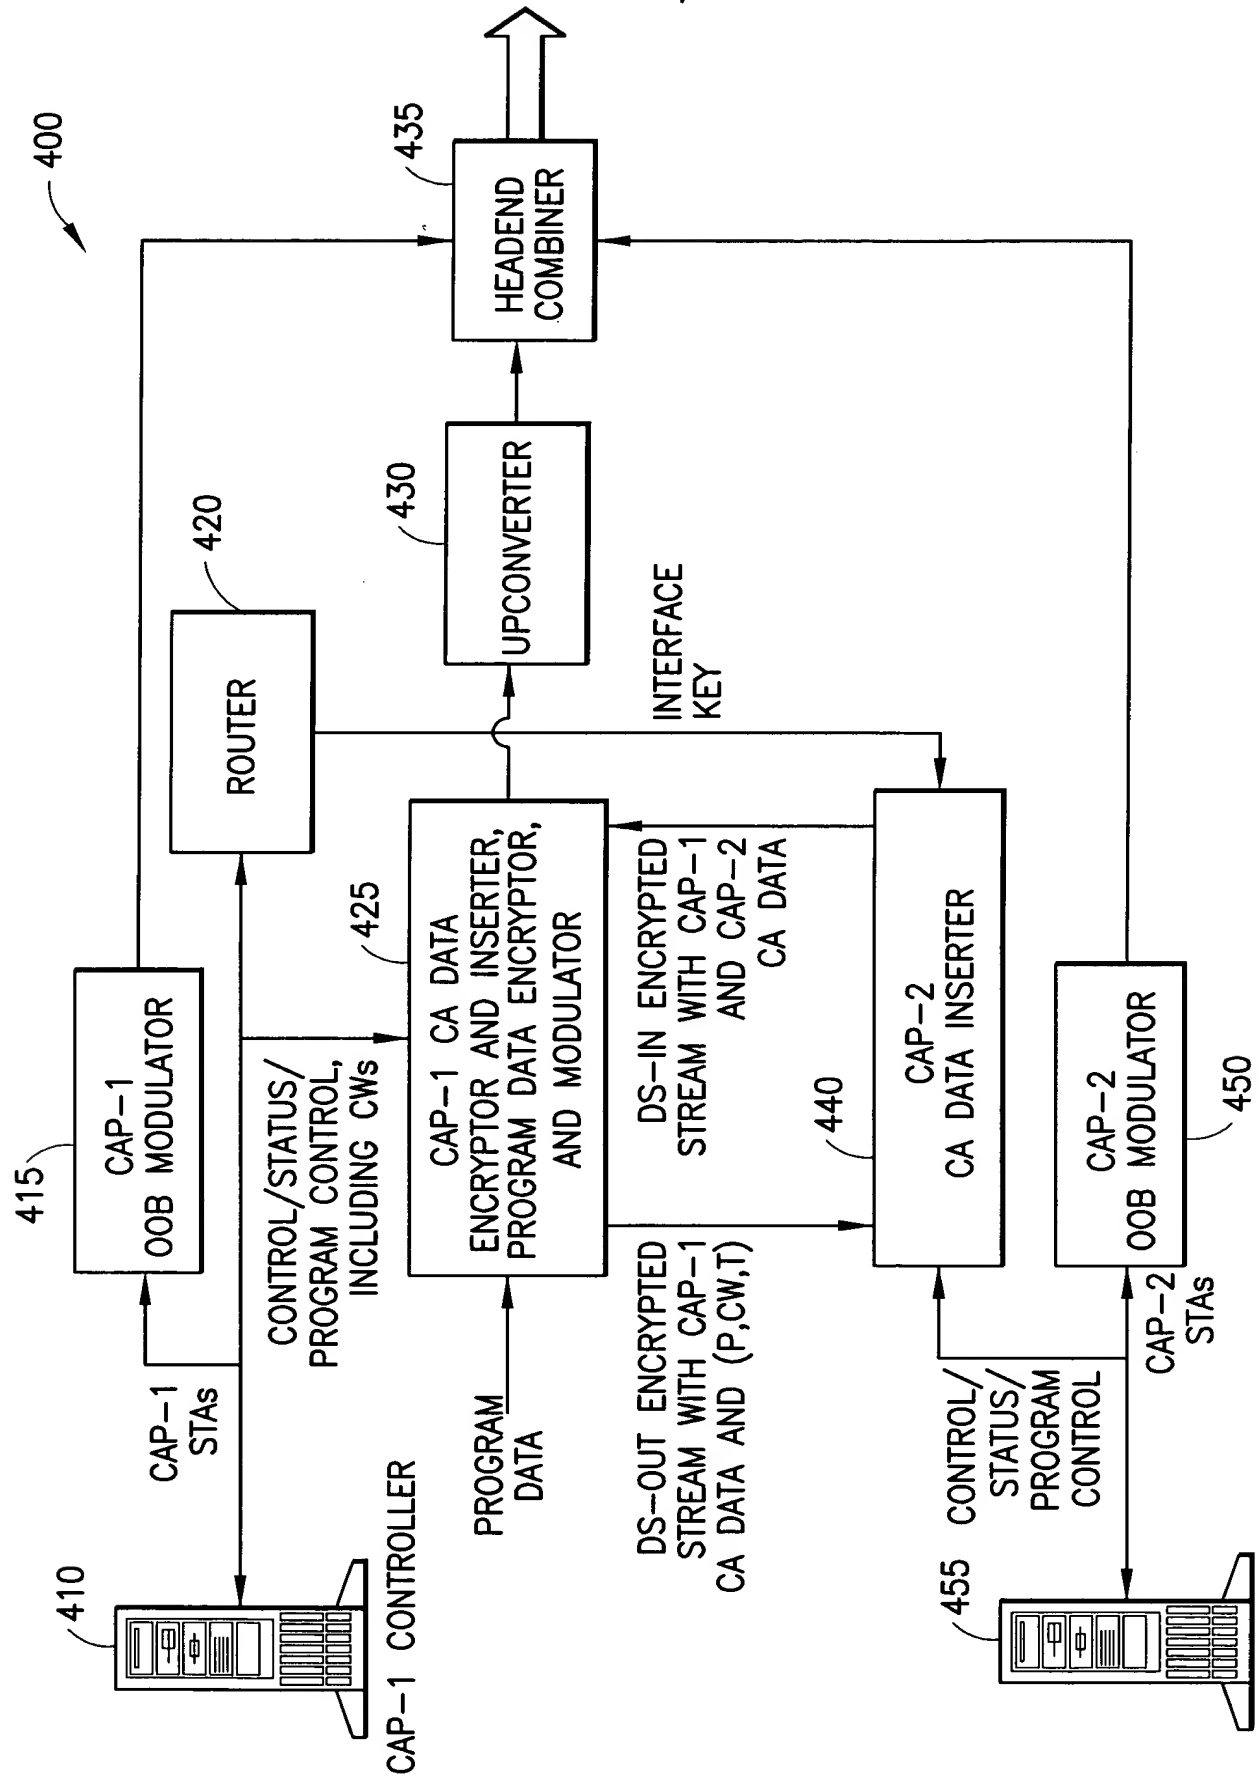 400
410
CAP-1 CONTROLLER
CAP-1
STAs
415
CAP-1
OOB MODULATOR
CONTROL/STATUS/
PROGRAM CONTROL,
INCLUDING CWs
420
ROUTER
PROGRAM
DATA
425
CAP-1 CA DATA
ENCRYPTOR AND INSERTER,
PROGRAM DATA ENCRYPTOR,
AND MODULATOR
430
UPCONVERTER
435
HEADEND
COMBINER
INTERFACE
KEY
DS-OUT ENCRYPTED
STREAM WITH CAP-1
CA DATA AND (P,CW,T)
DS-IN ENCRYPTED
STREAM WITH CAP-1
AND CAP-2
CA DATA
440
CAP-2
CA DATA INSERTER
CONTROL/
STATUS/
PROGRAM
CONTROL
455
CAP-2
STAs
CAP-2
OOB MODULATOR
450